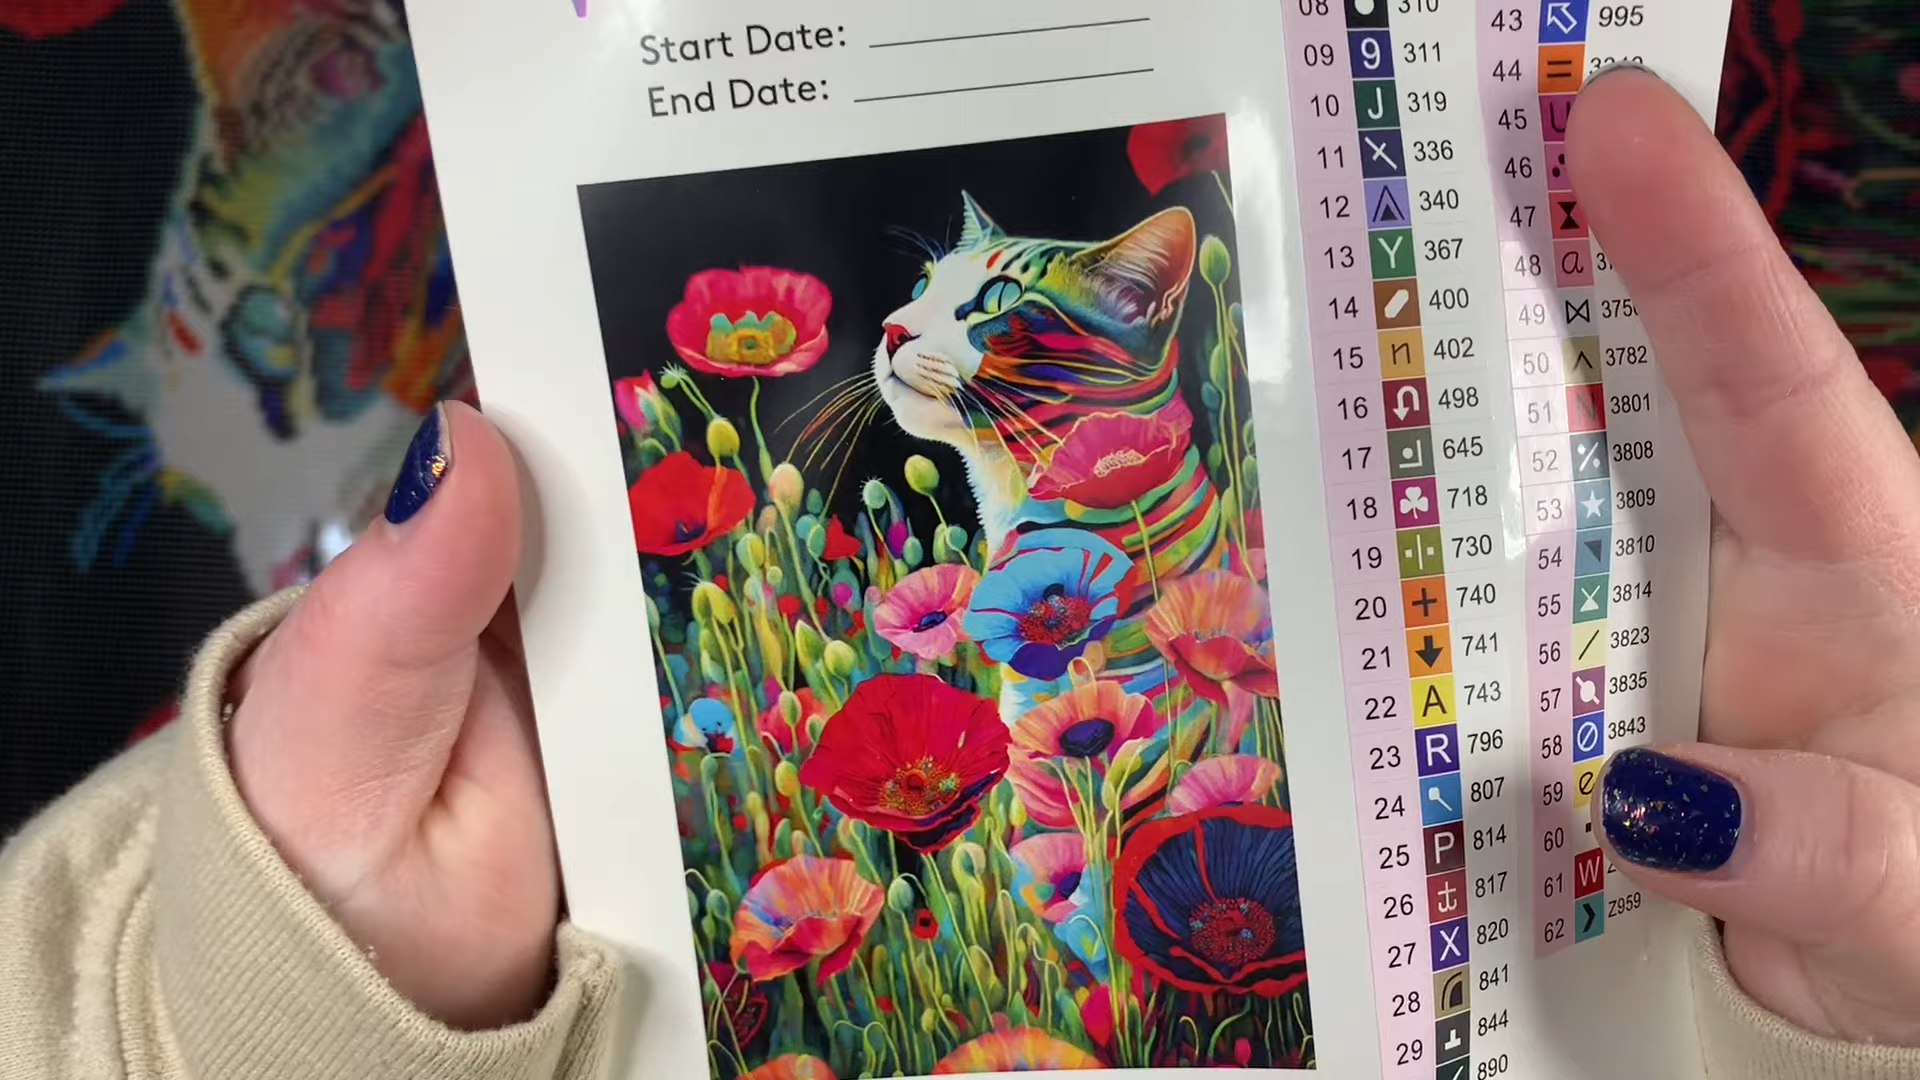 Start Date:
End Date:
08 310
09 9 311
10 J 319
11 336
12 340
13 Y 367
14 400
15 n 402
16 498
17 645
18 718
19 730
20 + 740
21 741
22 A 743
23 R 796
24 807
25 P 814
26 817
27 X 820
28 841
29 844
890
43 995
44 =
45 U
46
47
48 a
49 375
50 3782
51 N 3801
52 % 3808
53 3809
54 3810
55 3814
56 / 3823
57 3835
58 3843
59 e
60
61 W
62 Z959